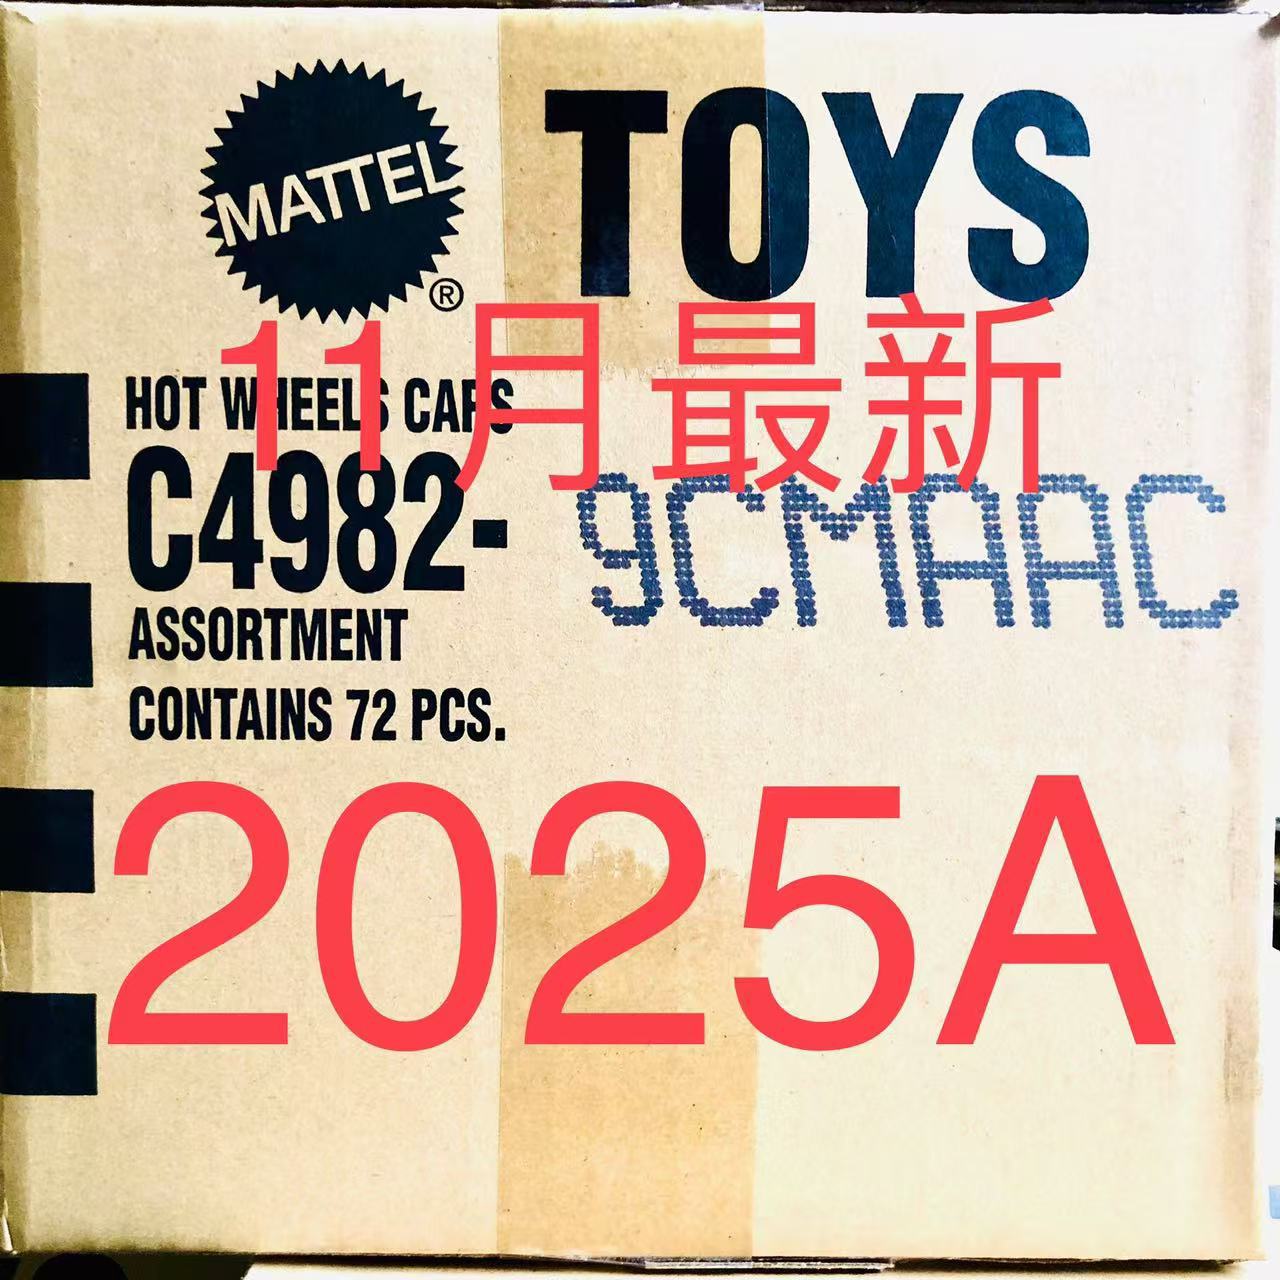 MATTEL
®
TOYS
11月最新
HOT WHEELS CARS
C4982-
9CMAAC
ASSORTMENT
CONTAINS 72 PCS.
2025A